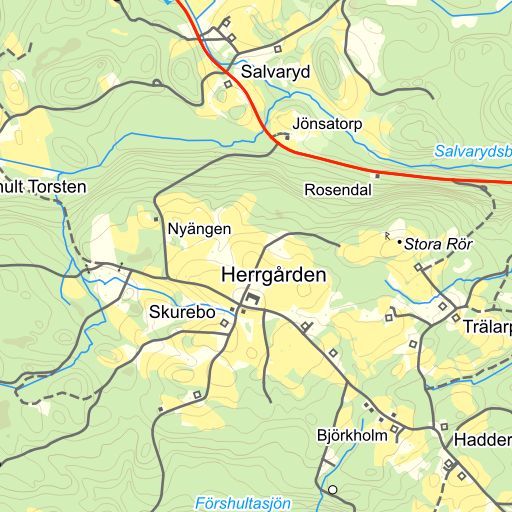 Salvaryd
Jönsatorp
Salvarydsb
hult Torsten
Rosendal
Nyängen
Stora Rör
Herrgården
Skurebo
Trälarp
Björkholm
Hadder
Förshultasjön